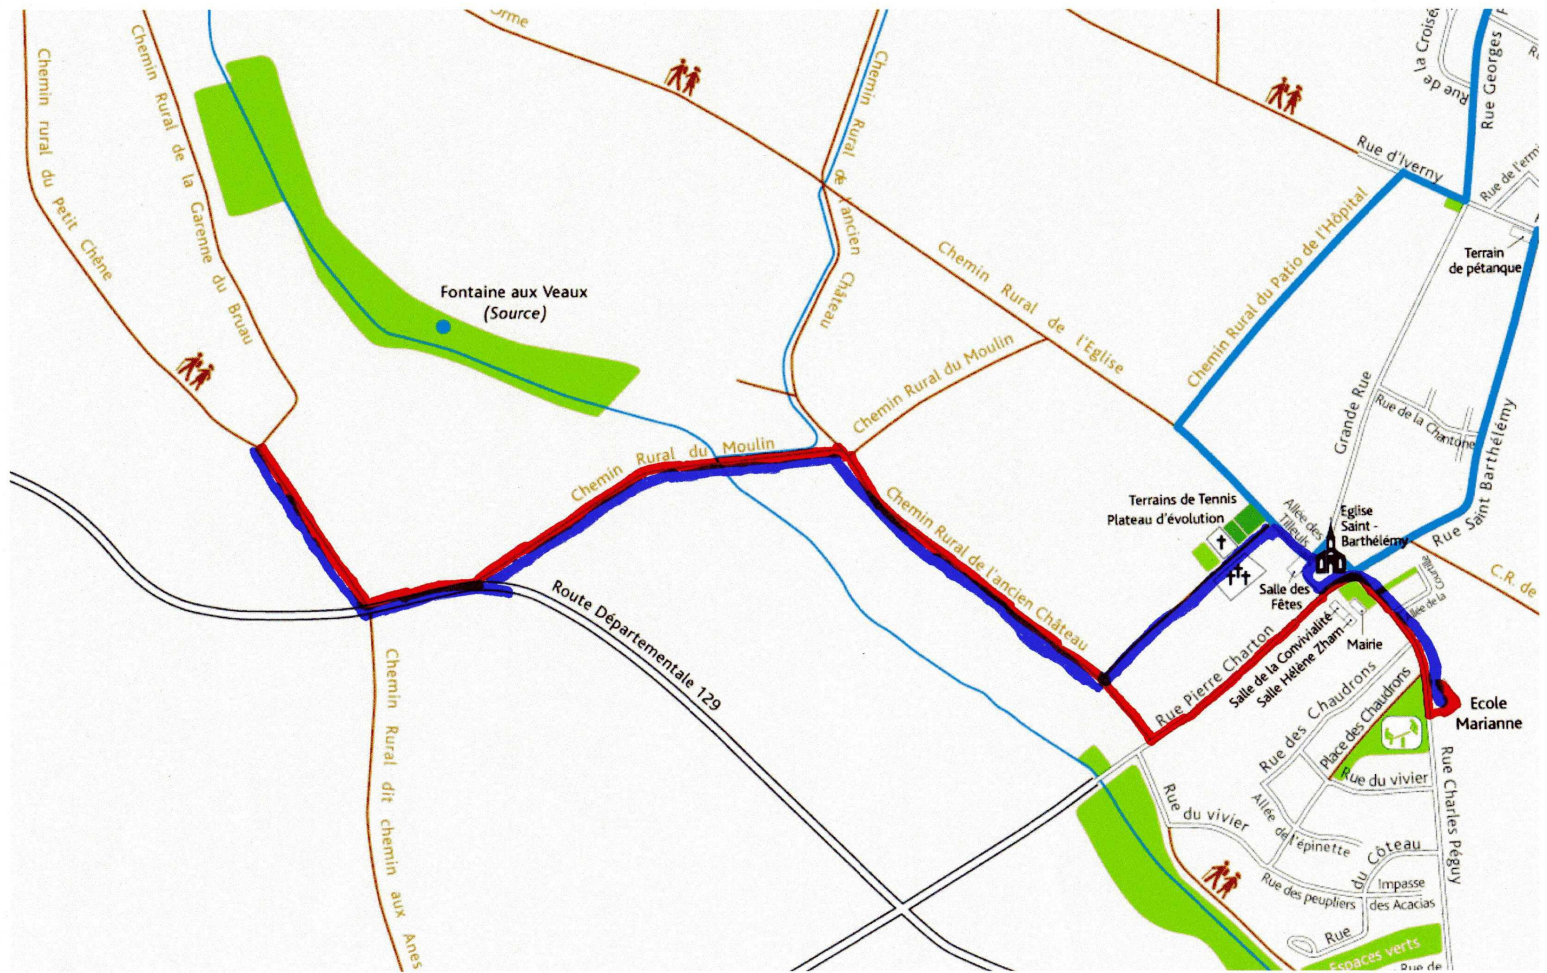 Orme
Chemin rural du Petit Chêne
Chemin Rural de la Garenne du Bruau
Chemin Rural de l'ancien Château
Rue de la Croisé
Rue Georges
Rue d'Iverny
Rue de l'ermi
Terrain
de pétanque
Fontaine aux Veaux
(Source)
Chemin Rural de l'Eglise
Chemin Rural du Patio de l'Hôpital
Chemin Rural du Moulin
Grande Rue
Rue de la Chantone
Rue Saint Barthélémy
Chemin Rural du Moulin
Terrains de Tennis
Plateau d'évolution
Allée des
Tilleuls
Eglise
Saint -
Barthélémy
Chemin Rural de l'ancien Château
C.R. de
Salle des
Fêtes
Allée de la
Courtille
Route Départementale 129
Mairie
Salle de la Convivialité
Salle Hélène Zham
Rue Pierre Charton
Chemin Rural dit chemin aux Anes
Rue des Chaudrons
Place des Chaudrons
Ecole
Marianne
Rue du vivier
Rue du vivier
Rue Charles Péguy
Allée
de l'épinette
Rue du Côteau
Rue des peupliers
Impasse
des Acacias
Espaces verts
Rue de